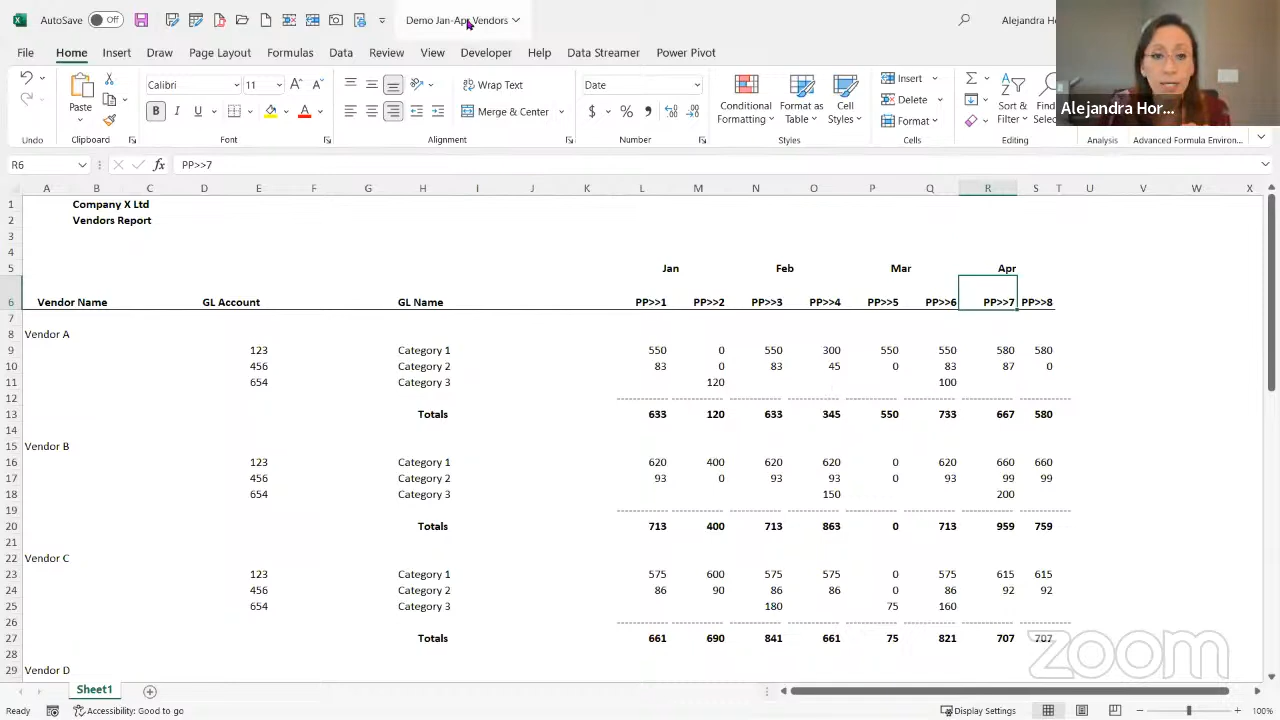 AutoSave Off Demo Jan-Apr Vendors Alejandra Ho
File Home Insert Draw Page Layout Formulas Data Review View Developer Help Data Streamer Power Pivot
Calibri 11 Wrap Text Date Insert
Paste Conditional Format as Cell Delete Sort &
B I U Merge & Center $ % Formatting Table Styles Format Filter
Undo Clipboard Font Alignment Number Styles Cells Analysis Advanced Formula Environ...
Alejandra Hor...
R6 fx PP>>7
A B C D E F G H I J K L M N O P Q R S T U V W X
1 Company X Ltd
2 Vendors Report
3
4
5 Jan Feb Mar Apr
6 Vendor Name GL Account GL Name PP>>1 PP>>2 PP>>3 PP>>4 PP>>5 PP>>6 PP>>7 PP>>8
7
8 Vendor A
9 123 Category 1 550 0 550 300 550 550 580 580
10 456 Category 2 83 0 83 45 0 83 87 0
11 654 Category 3 120 100
12
13 Totals 633 120 633 345 550 733 667 580
14
15 Vendor B
16 123 Category 1 620 400 620 620 0 620 660 660
17 456 Category 2 93 0 93 93 0 93 99 99
18 654 Category 3 150 200
19
20 Totals 713 400 713 863 0 713 959 759
21
22 Vendor C
23 123 Category 1 575 600 575 575 0 575 615 615
24 456 Category 2 86 90 86 86 0 86 92 92
25 654 Category 3 180 75 160
26
27 Totals 661 690 841 661 75 821 707 707
28
29 Vendor D
zoom
Sheet1
Ready Accessibility: Good to go Display Settings 100%